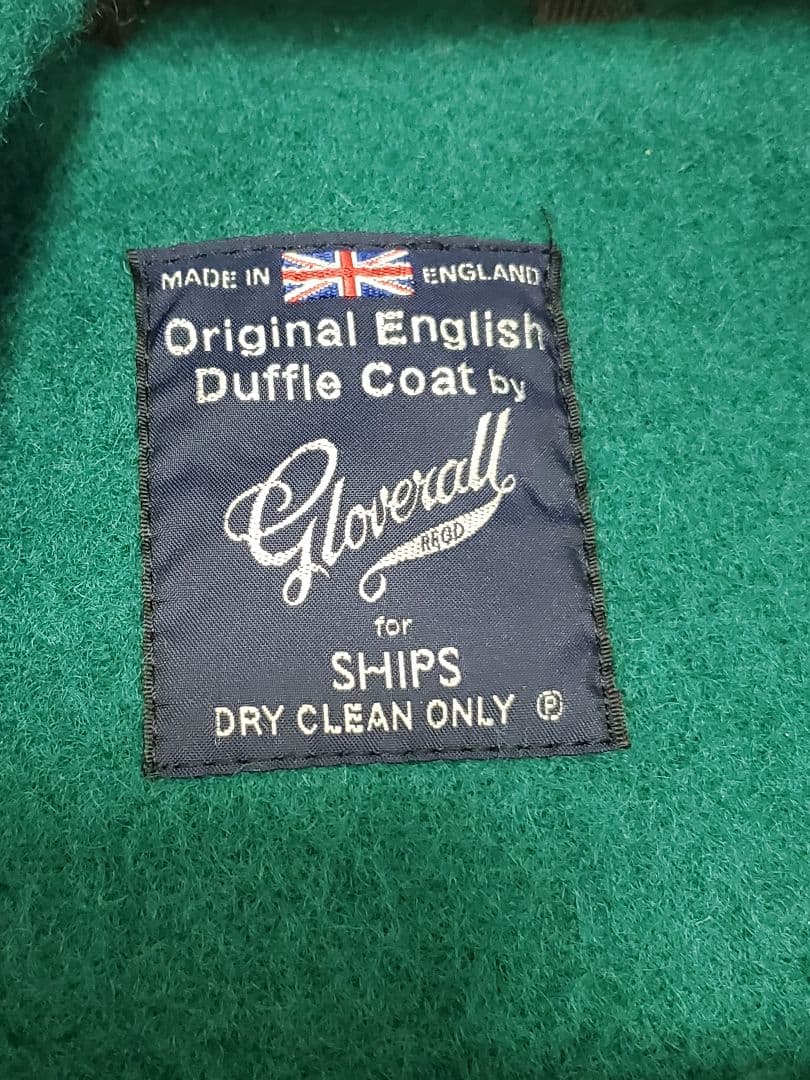 MADE IN ENGLAND
Original English
Duffle Coat by
Gloverall
REGD
for
SHIPS
DRY CLEAN ONLY Ⓟ